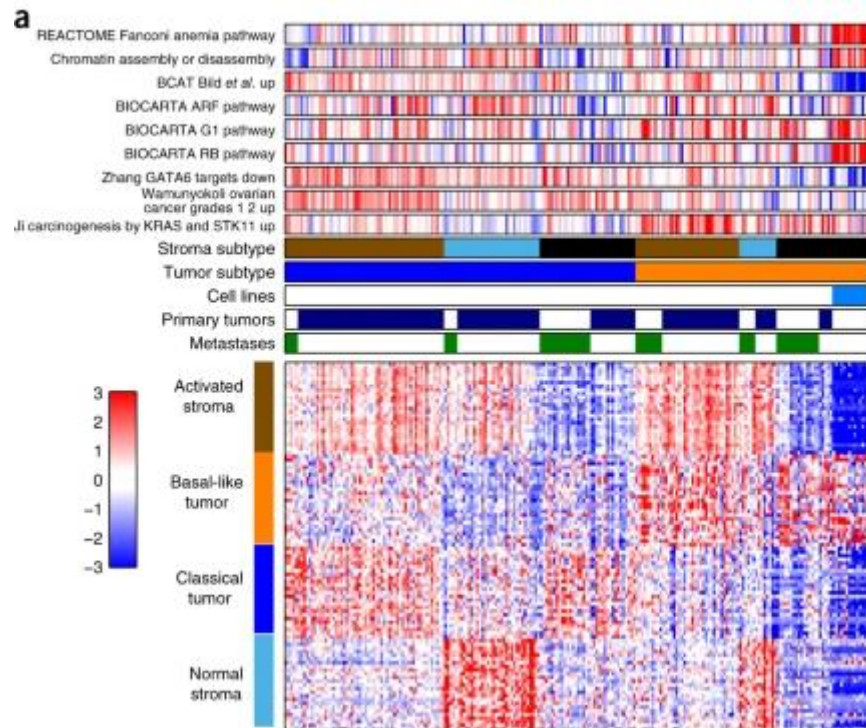 a
REACTOME Fanconi anemia pathway
Chromatin assembly or disassembly
BCAT Bild et al. up
BIOCARTA ARF pathway
BIOCARTA G1 pathway
BIOCARTA RB pathway
Zhang GATA6 targets down
Wamunyokoli ovarian
cancer grades 1 2 up
Ji carcinogenesis by KRAS and STK11 up
Stroma subtype
Tumor subtype
Cell lines
Primary tumors
Metastases
3
2
1
0
−1
−2
−3
Activated
stroma
Basal-like
tumor
Classical
tumor
Normal
stroma